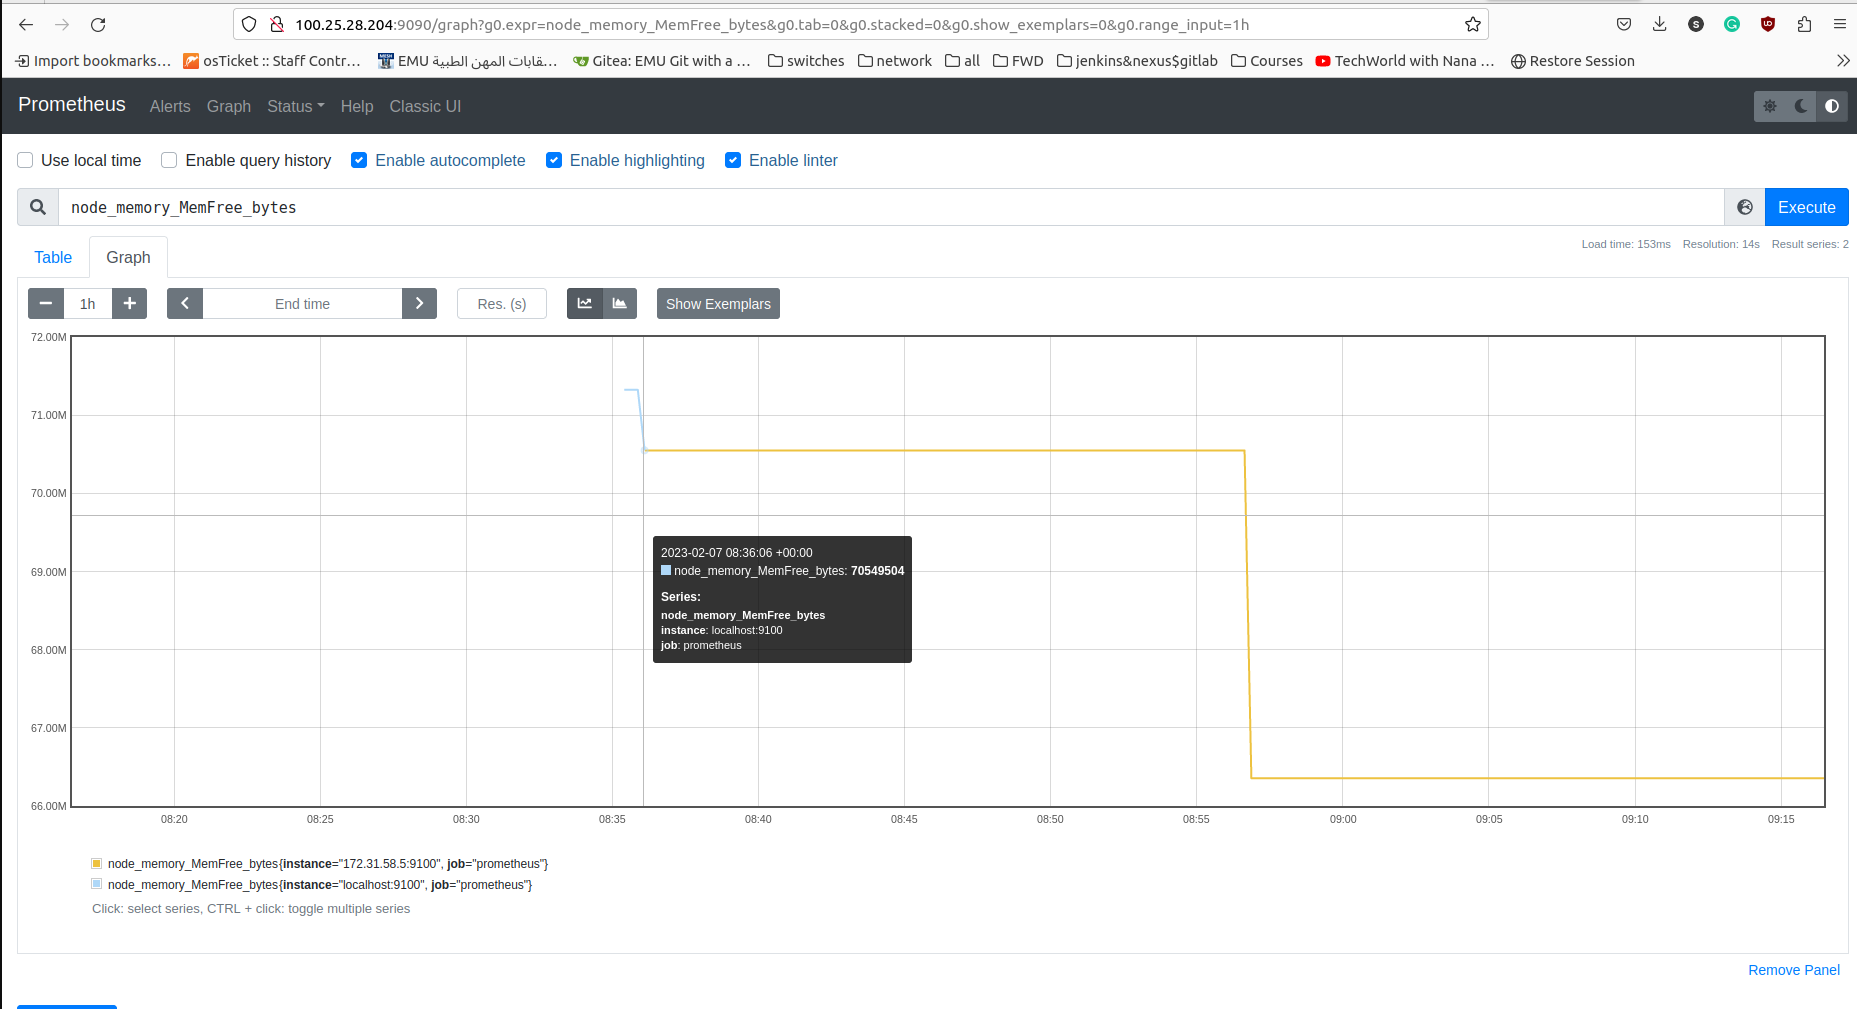 100.25.28.204:9090/graph?g0.expr=node_memory_MemFree_bytes&g0.tab=0&g0.stacked=0&g0.show_exemplars=0&g0.range_input=1h
Import bookmarks... osTicket :: Staff Contr... EMU نقابات المهن الطبية... Gitea: EMU Git with a ... switches network all FWD jenkins&nexus$gitlab Courses TechWorld with Nana ... Restore Session
Prometheus Alerts Graph Status Help Classic UI
Use local time Enable query history Enable autocomplete Enable highlighting Enable linter
node_memory_MemFree_bytes Execute
Table Graph Load time: 153ms Resolution: 14s Result series: 2
1h End time Res. (s) Show Exemplars
72.00M
71.00M
70.00M
69.00M
68.00M
67.00M
66.00M
2023-02-07 08:36:06 +00:00
node_memory_MemFree_bytes: 70549504
Series:
node_memory_MemFree_bytes
instance: localhost:9100
job: prometheus
08:20 08:25 08:30 08:35 08:40 08:45 08:50 08:55 09:00 09:05 09:10 09:15
node_memory_MemFree_bytes{instance="172.31.58.5:9100", job="prometheus"}
node_memory_MemFree_bytes{instance="localhost:9100", job="prometheus"}
Click: select series, CTRL + click: toggle multiple series
Remove Panel